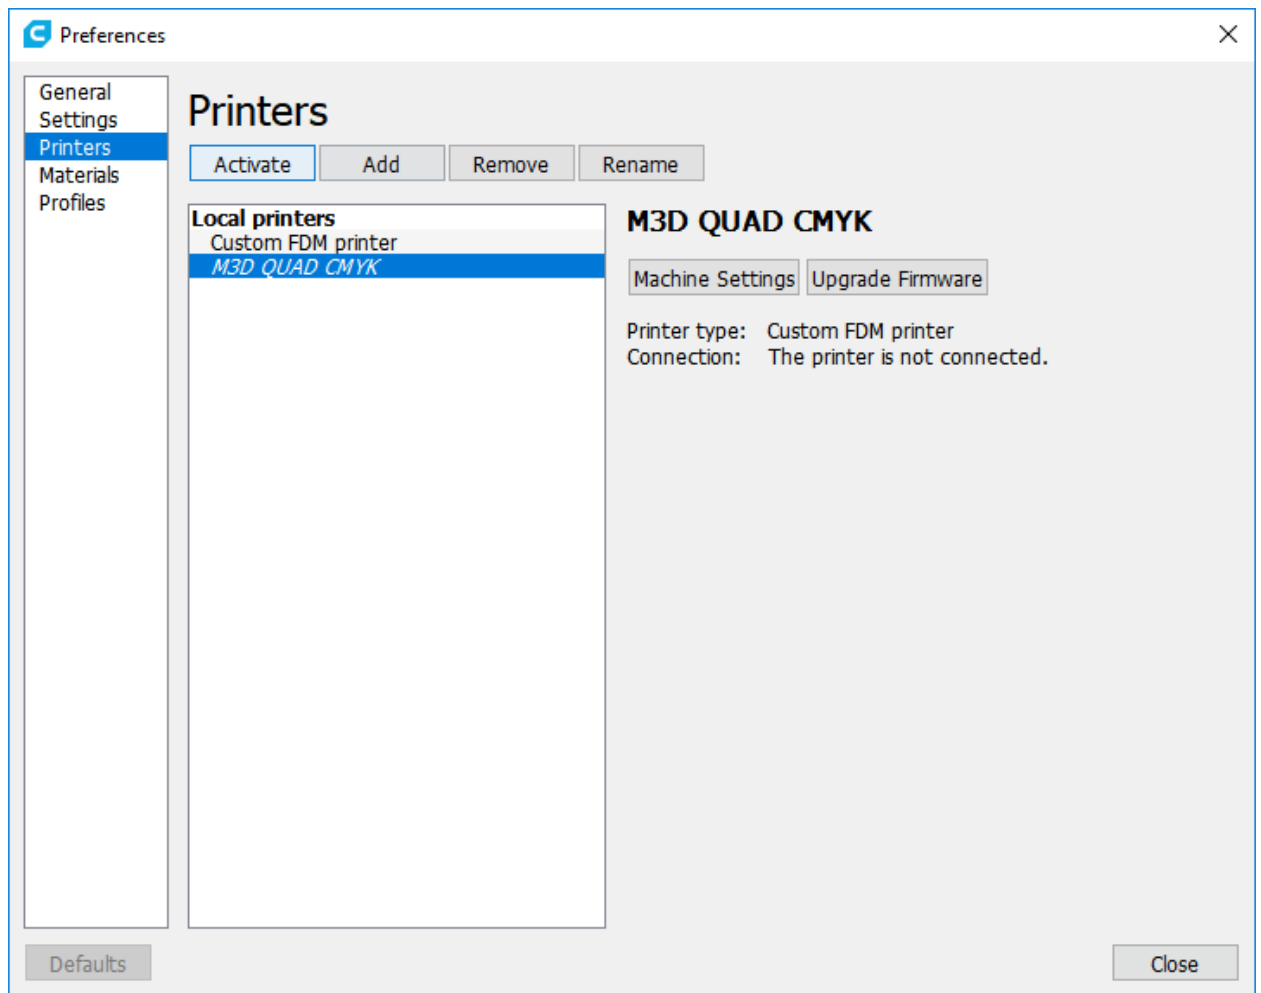 Preferences
General
Settings
Printers
Materials
Profiles
Printers
Activate Add Remove Rename
Local printers
Custom FDM printer
M3D QUAD CMYK
M3D QUAD CMYK
Machine Settings Upgrade Firmware
Printer type: Custom FDM printer
Connection: The printer is not connected.
Defaults Close